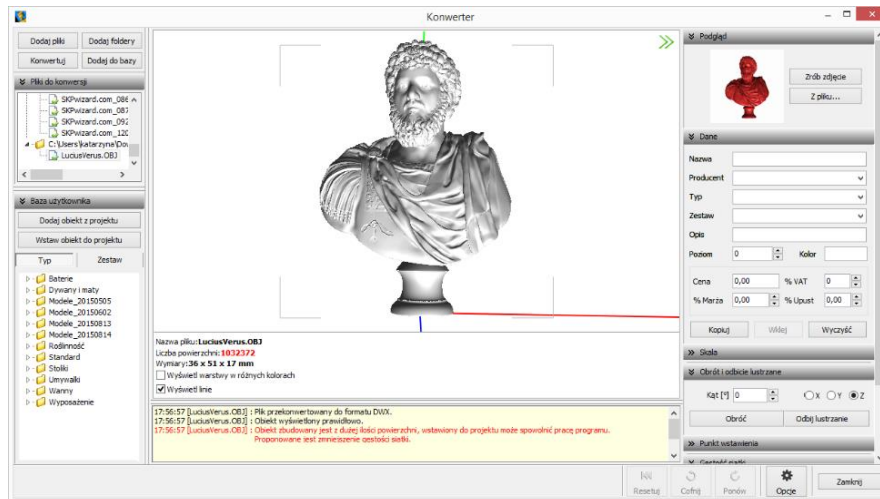 Konwerter
Dodaj pliki
Dodaj foldery
Konwertuj
Dodaj do bazy
Pliki do konwersji
SKPwizard.com_086
SKPwizard.com_087
SKPwizard.com_092
SKPwizard.com_120
C:\Users\katarzyna\Dov
LuciusVerus.OBJ
Baza użytkownika
Dodaj obiekt z projektu
Wstaw obiekt do projektu
Typ
Zestaw
Baterie
Dywany i maty
Modele_20150505
Modele_20150602
Modele_20150813
Modele_20150814
Roślinność
Standard
Stoliki
Umywalki
Wanny
Wyposażenie
Nazwa pliku: LuciusVerus.OBJ
Liczba powierzchni: 1032372
Wymiary: 36 x 51 x 17 mm
Wyświetl warstwy w różnych kolorach
Wyświetl linie
17:56:57 [LuciusVerus.OBJ] : Plik przekonwertowany do formatu DWX.
17:56:57 [LuciusVerus.OBJ] : Obiekt wyświetlony prawidłowo.
17:56:57 [LuciusVerus.OBJ] : Obiekt zbudowany jest z dużej ilości powierzchni, wstawiony do projektu może spowolnić pracę programu.
Proponowane jest zmniejszenie gęstości siatki.
Podgląd
Zrób zdjęcie
Z pliku...
Dane
Nazwa
Producent
Typ
Zestaw
Opis
Poziom 0 Kolor
Cena 0,00 % VAT 0
% Marża 0,00 % Upust 0,00
Kopiuj
Wklej
Wyczyść
Skala
Obrót i odbicie lustrzane
Kąt [°] 0 X Y Z
Obróć
Odbij lustrzanie
Punkt wstawienia
Gęstość siatki
Resetuj
Cofnij
Ponów
Opcje
Zamknij